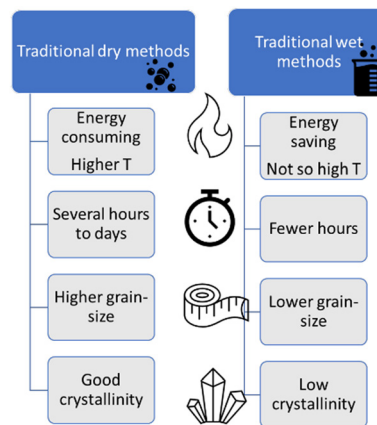 Traditional dry methods
Energy
consuming
Higher T
Several hours
to days
Higher grain-
size
Good
crystallinity
Traditional wet
methods
Energy
saving
Not so high T
Fewer hours
Lower grain-
size
Low
crystallinity